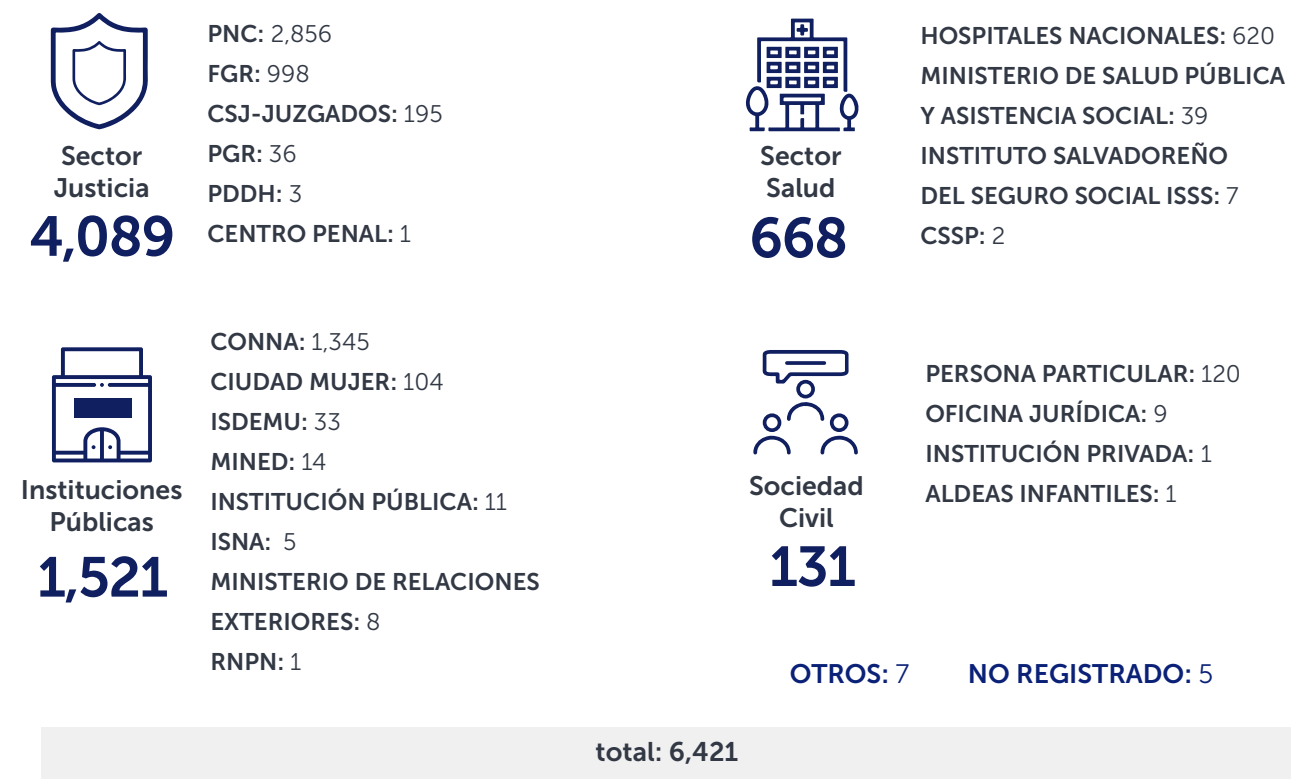 Sector
Justicia
4,089
PNC: 2,856
FGR: 998
CSJ-JUZGADOS: 195
PGR: 36
PDDH: 3
CENTRO PENAL: 1
Sector
Salud
668
HOSPITALES NACIONALES: 620
MINISTERIO DE SALUD PÚBLICA
Y ASISTENCIA SOCIAL: 39
INSTITUTO SALVADOREÑO
DEL SEGURO SOCIAL ISSS: 7
CSSP: 2
Instituciones
Públicas
1,521
CONNA: 1,345
CIUDAD MUJER: 104
ISDEMU: 33
MINED: 14
INSTITUCIÓN PÚBLICA: 11
ISNA: 5
MINISTERIO DE RELACIONES
EXTERIORES: 8
RNPN: 1
Sociedad
Civil
131
PERSONA PARTICULAR: 120
OFICINA JURÍDICA: 9
INSTITUCIÓN PRIVADA: 1
ALDEAS INFANTILES: 1
OTROS: 7
NO REGISTRADO: 5
total: 6,421